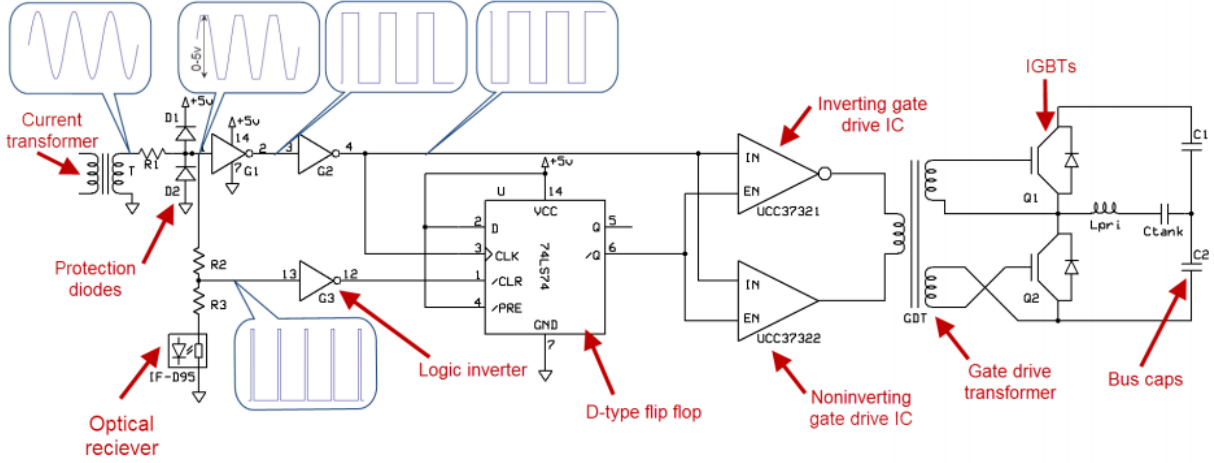 0-5v
Current
transformer
T
R1
D1
+5v
D2
1
+5v
14
2
7
G1
3
4
G2
Protection
diodes
R2
R3
13
12
G3
IF-D95
Optical
reciever
Logic inverter
U
+5v
14
VCC
2
D
Q
5
3
CLK
74LS74
/Q
6
1
/CLR
4
/PRE
GND
7
D-type flip flop
Inverting gate
drive IC
IN
EN
UCC37321
IN
EN
UCC37322
Noninverting
gate drive IC
GDT
Gate drive
transformer
IGBTs
Q1
Q2
Lpri
Ctank
C1
C2
Bus caps